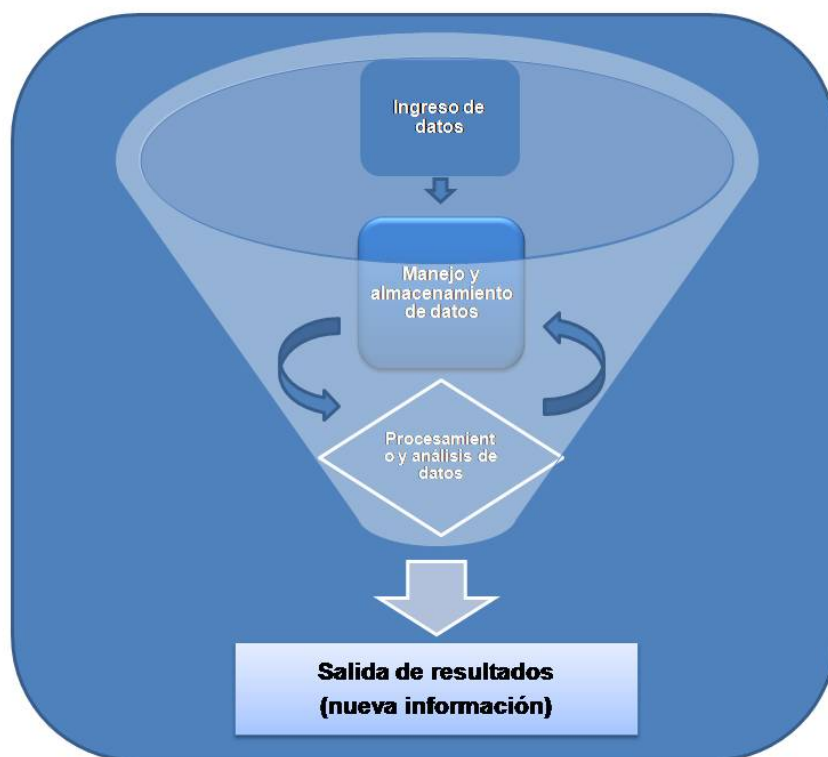 Ingreso de
datos
Manejo y
almacenamiento
de datos
Procesamient
o y análisis de
datos
Salida de resultados
(nueva información)